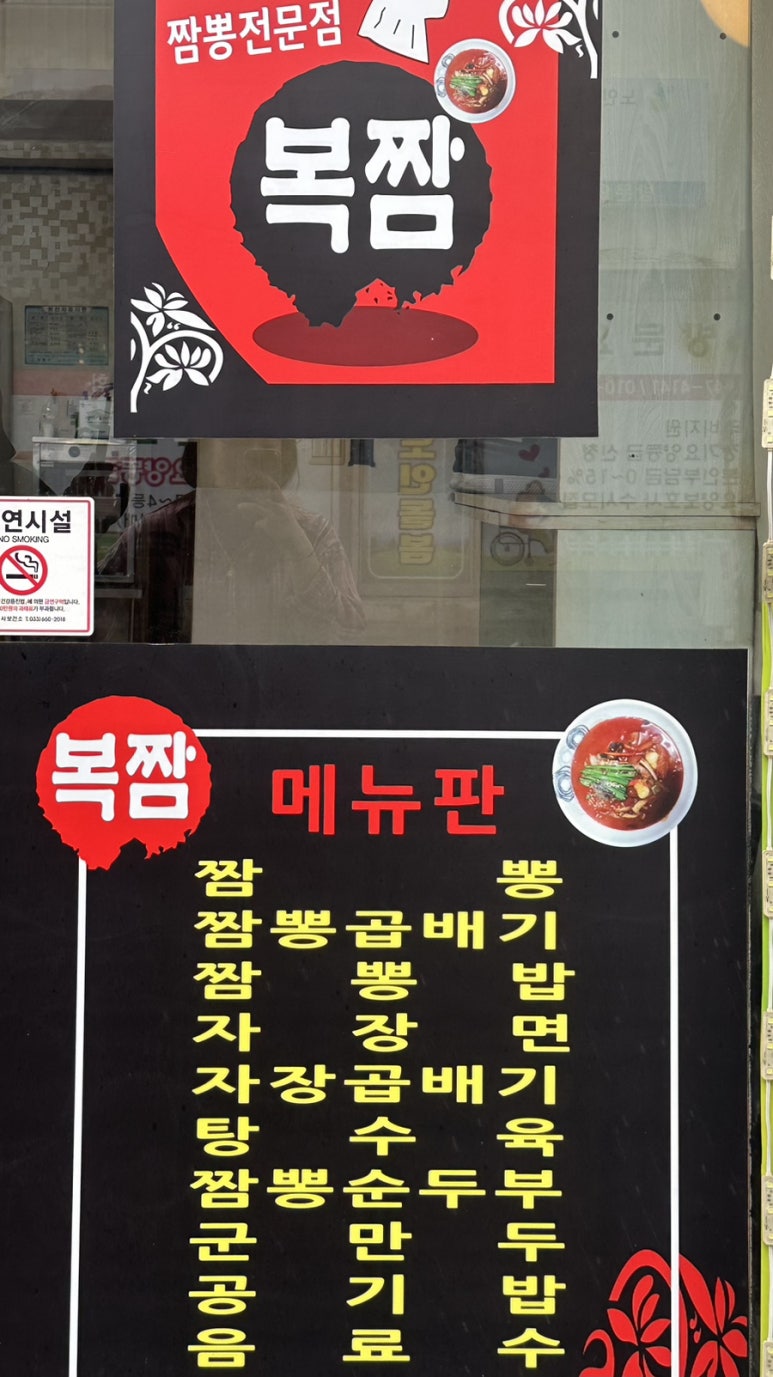 짬뽕전문점
복짬
연시설
NO SMOKING
복짬
메뉴판
짬 뽕
짬뽕곱배기
짬 뽕 밥
자 장 면
자장곱배기
탕 수 육
짬뽕순두부
군 만 두
공 기 밥
음 료 수